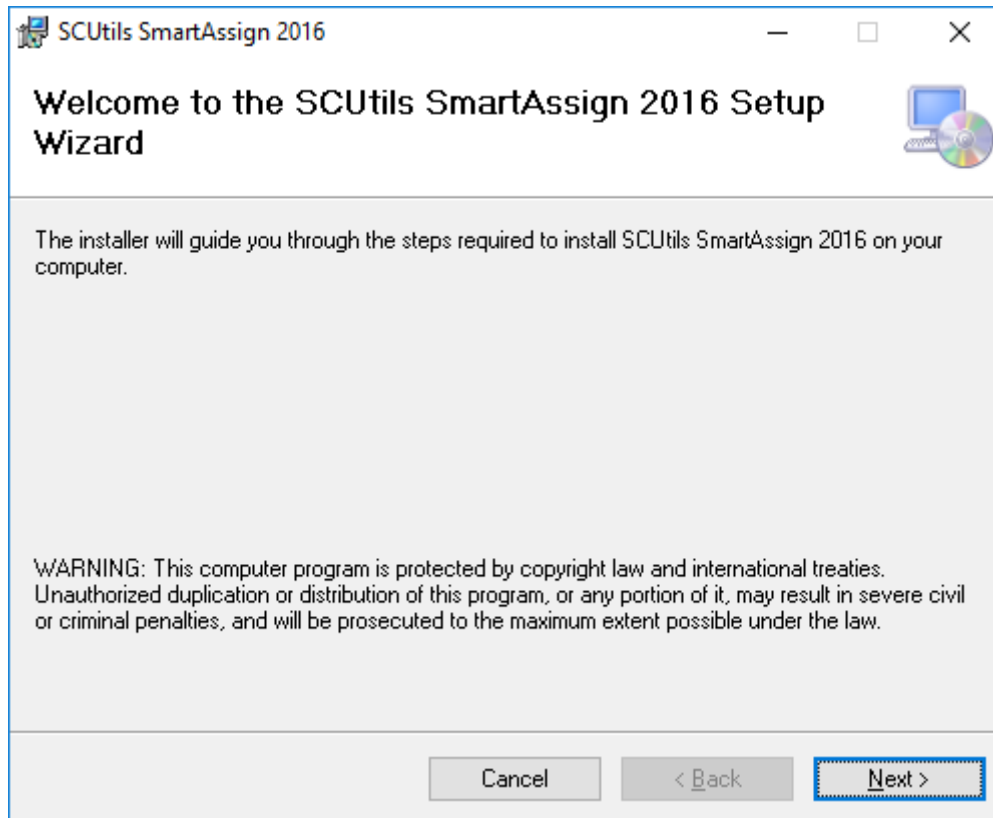 SCUtils SmartAssign 2016
Welcome to the SCUtils SmartAssign 2016 Setup
Wizard
The installer will guide you through the steps required to install SCUtils SmartAssign 2016 on your
computer.
WARNING: This computer program is protected by copyright law and international treaties.
Unauthorized duplication or distribution of this program, or any portion of it, may result in severe civil
or criminal penalties, and will be prosecuted to the maximum extent possible under the law.
Cancel
< Back
Next >